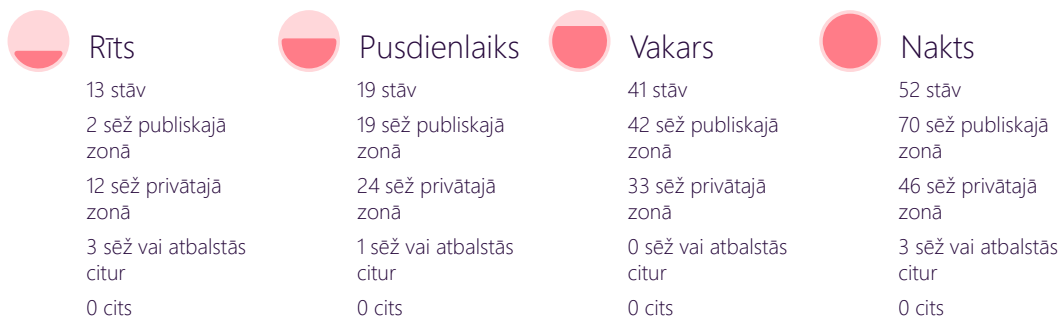 Rīts
13 stāv
2 sēž publiskajā
zonā
12 sēž privātajā
zonā
3 sēž vai atbalstās
citur
0 cits
Pusdienlaiks
19 stāv
19 sēž publiskajā
zonā
24 sēž privātajā
zonā
1 sēž vai atbalstās
citur
0 cits
Vakars
41 stāv
42 sēž publiskajā
zonā
33 sēž privātajā
zonā
0 sēž vai atbalstās
citur
0 cits
Nakts
52 stāv
70 sēž publiskajā
zonā
46 sēž privātajā
zonā
3 sēž vai atbalstās
citur
0 cits